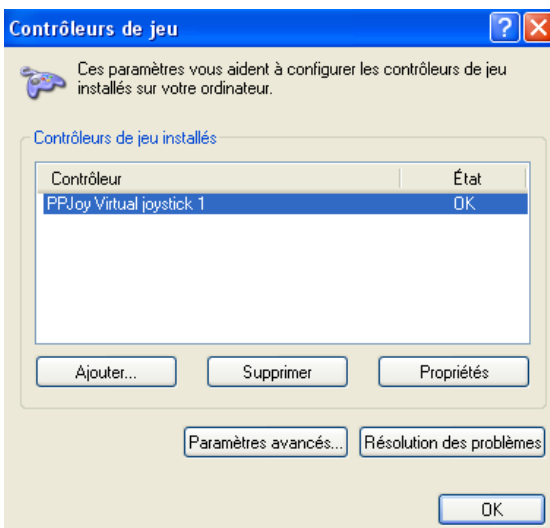 Contrôleurs de jeu
Ces paramètres vous aident à configurer les contrôleurs de jeu
installés sur votre ordinateur.
Contrôleurs de jeu installés
Contrôleur État
PPJoy Virtual joystick 1 OK
Ajouter... Supprimer Propriétés
Paramètres avancés... Résolution des problèmes
OK